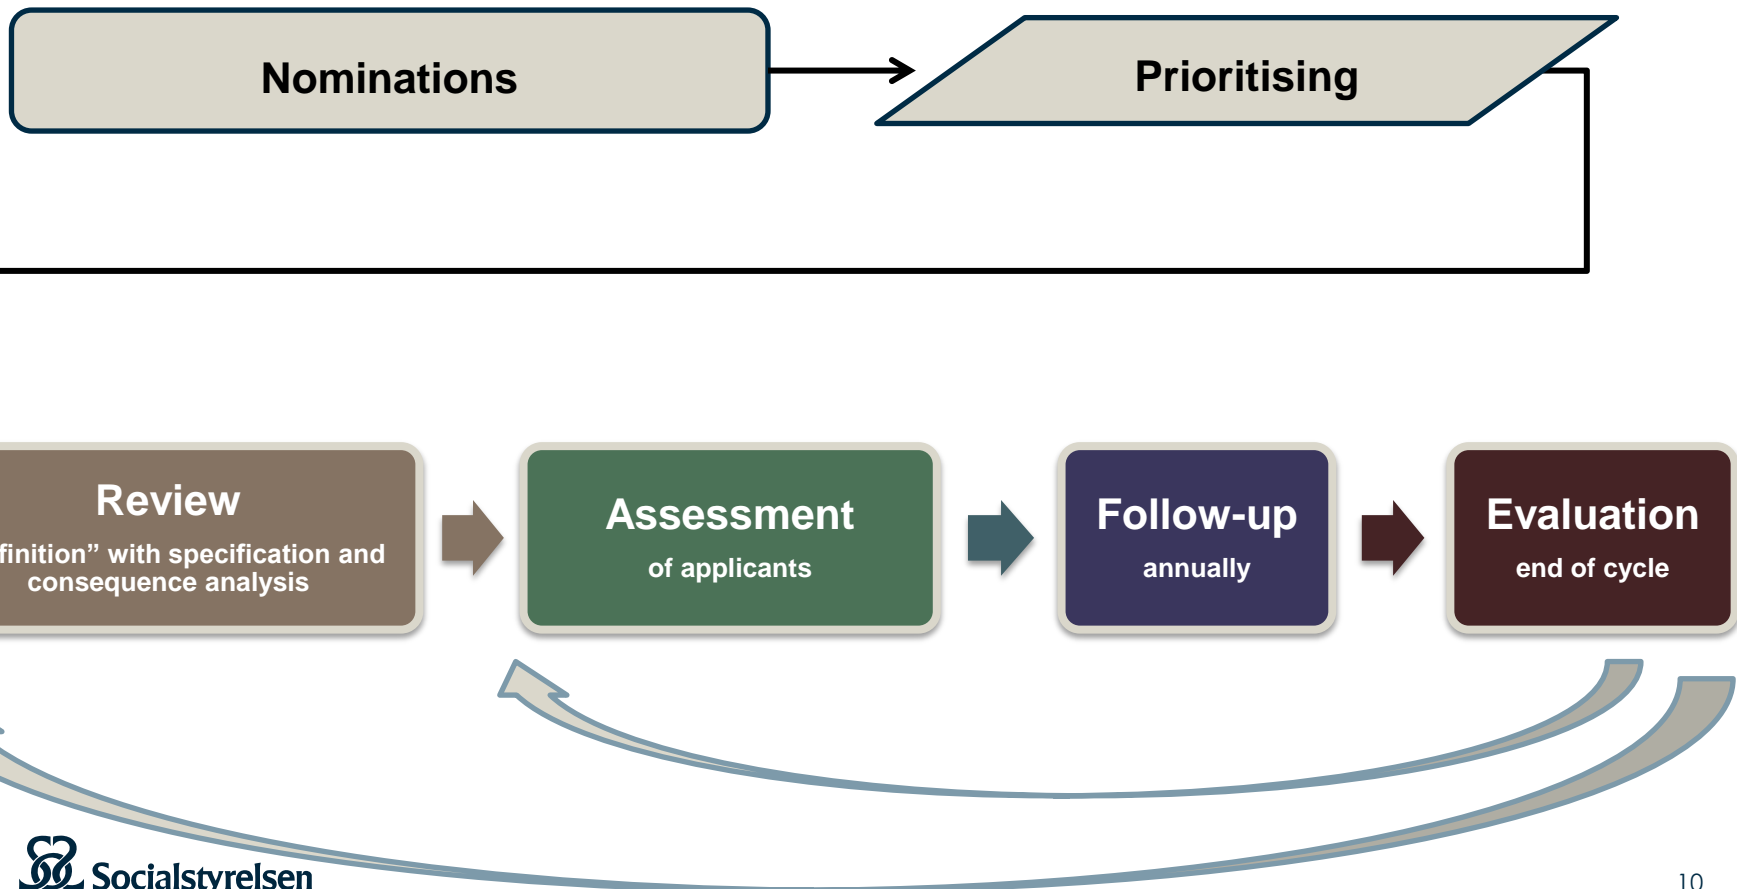 Nominations
Prioritising
Review
finition” with specification and
consequence analysis
Assessment
of applicants
Follow-up
annually
Evaluation
end of cycle
Socialstyrelsen
10